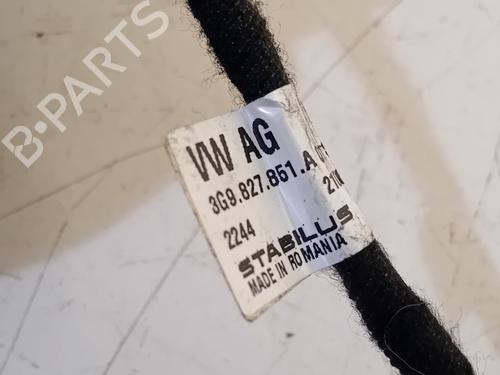 B-PARTS
VW AG
3G9.827.851.A
2244
STABILUS
MADE IN ROMANIA